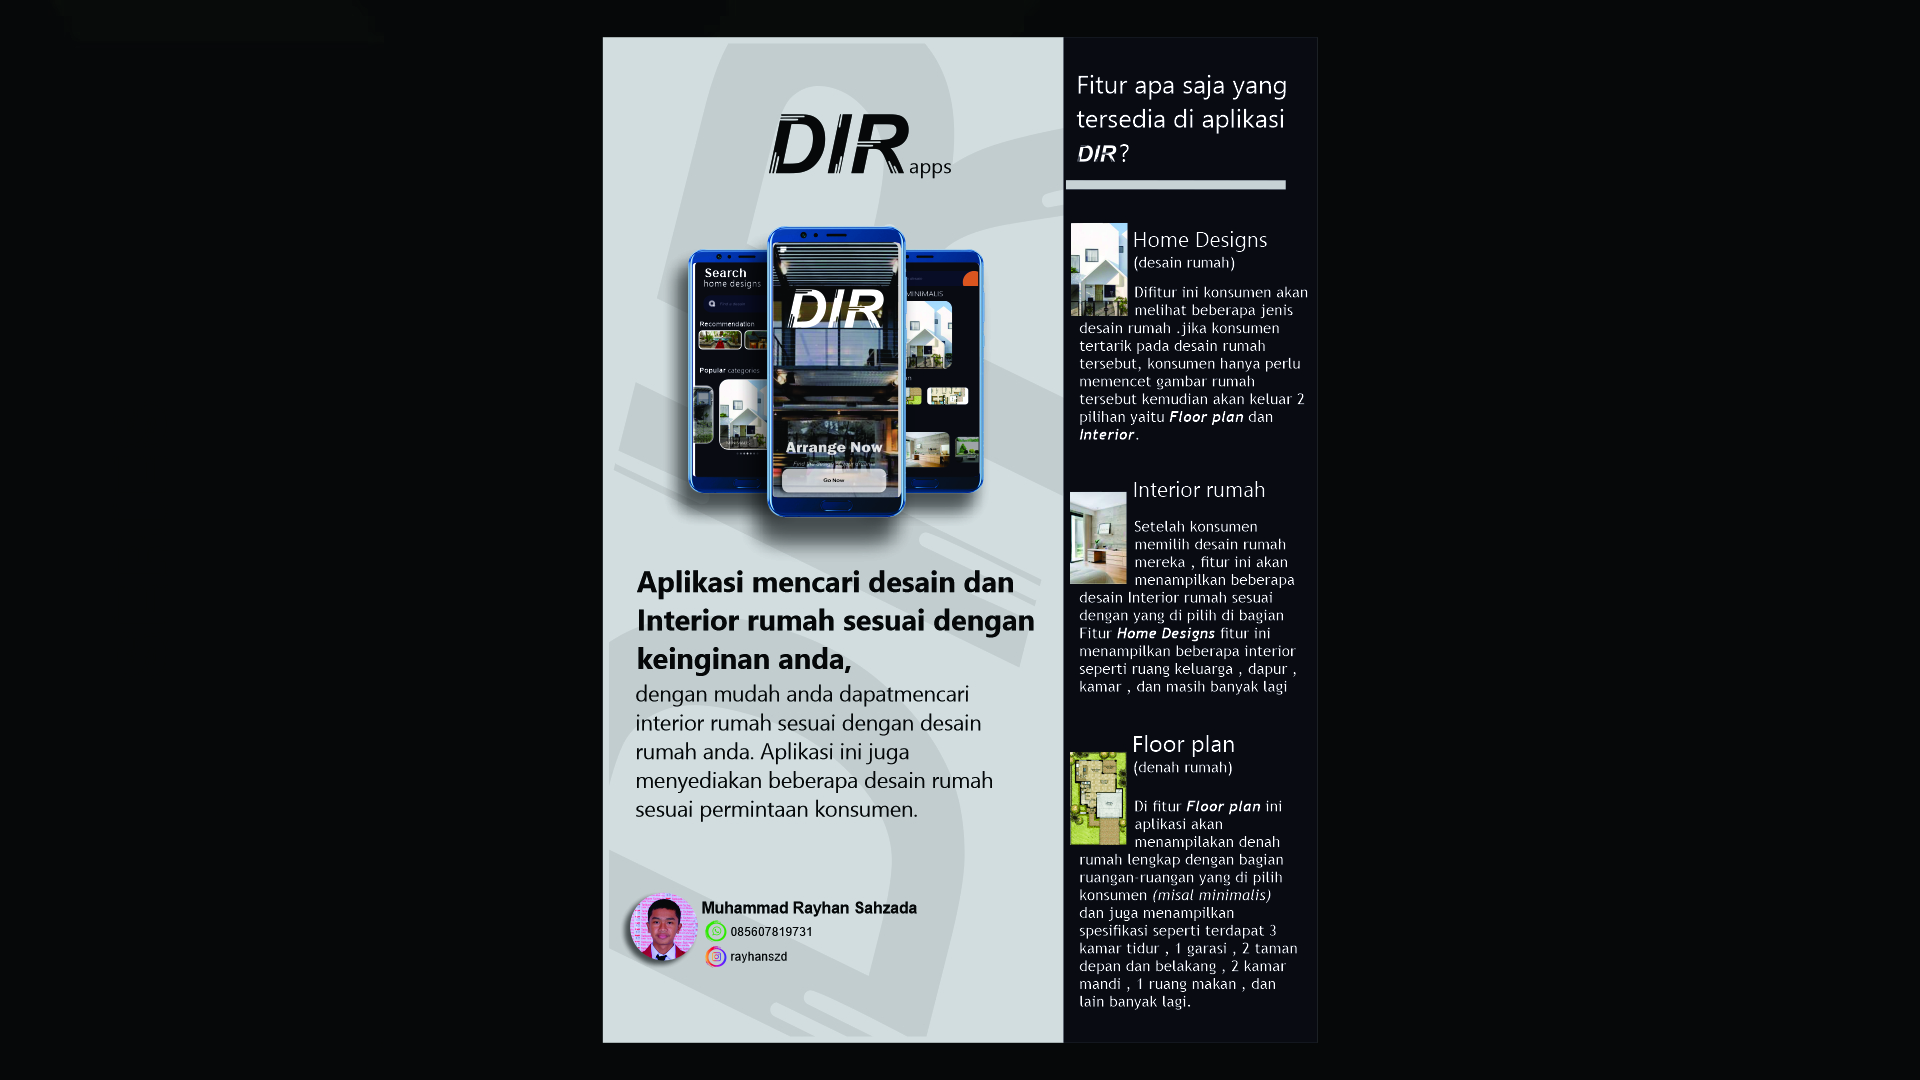 DIR apps
Search
home designs
Recommendation
Popular categories
DIR
Arrange Now
Go Now
MINIMALIS
Aplikasi mencari desain dan
Interior rumah sesuai dengan
keinginan anda,
dengan mudah anda dapatmencari
interior rumah sesuai dengan desain
rumah anda. Aplikasi ini juga
menyediakan beberapa desain rumah
sesuai permintaan konsumen.
Muhammad Rayhan Sahzada
085607819731
rayhanszd
Fitur apa saja yang
tersedia di aplikasi
DIR?
Home Designs
(desain rumah)
Difitur ini konsumen akan
melihat beberapa jenis
desain rumah .jika konsumen
tertarik pada desain rumah
tersebut, konsumen hanya perlu
memencet gambar rumah
tersebut kemudian akan keluar 2
pilihan yaitu Floor plan dan
Interior.
Interior rumah
Setelah konsumen
memilih desain rumah
mereka , fitur ini akan
menampilkan beberapa
desain Interior rumah sesuai
dengan yang di pilih di bagian
Fitur Home Designs fitur ini
menampilkan beberapa interior
seperti ruang keluarga , dapur ,
kamar , dan masih banyak lagi
Floor plan
(denah rumah)
Di fitur Floor plan ini
aplikasi akan
menampilakan denah
rumah lengkap dengan bagian
ruangan-ruangan yang di pilih
konsumen (misal minimalis)
dan juga menampilkan
spesifikasi seperti terdapat 3
kamar tidur , 1 garasi , 2 taman
depan dan belakang , 2 kamar
mandi , 1 ruang makan , dan
lain banyak lagi.